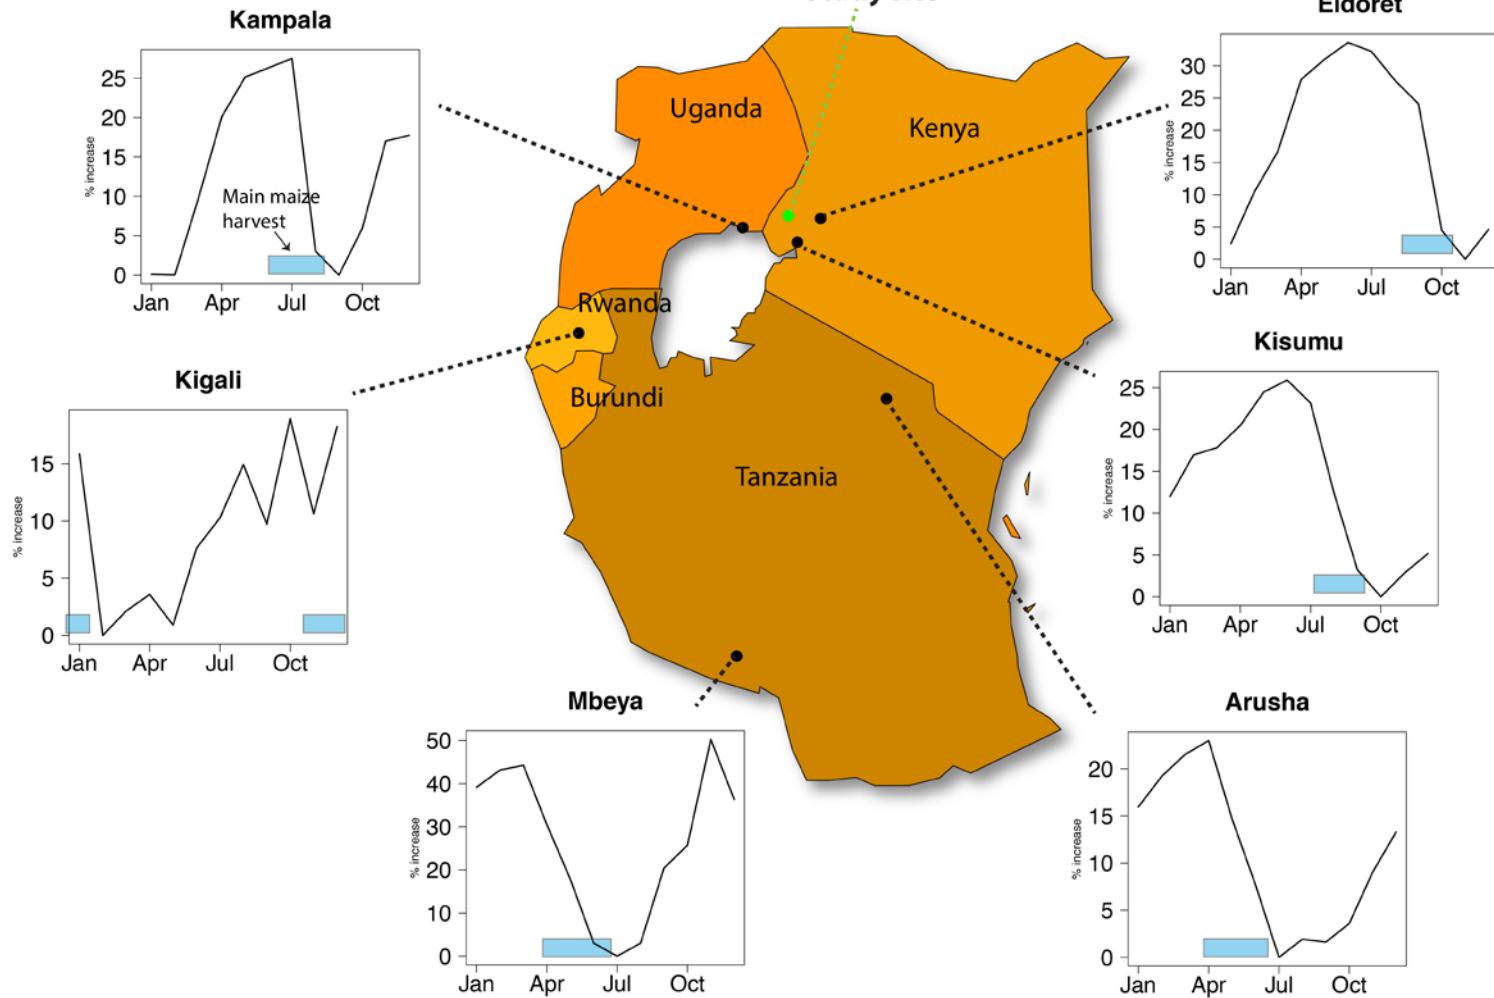 Kampala
% increase
25
20
15
10
5
0
Main maize
harvest
Jan Apr Jul Oct
Eldoret
% increase
30
25
20
15
10
5
0
Jan Apr Jul Oct
Uganda
Kenya
Rwanda
Burundi
Tanzania
Kigali
% increase
15
10
5
0
Jan Apr Jul Oct
Kisumu
% increase
25
20
15
10
5
0
Jan Apr Jul Oct
Mbeya
% increase
50
40
30
20
10
0
Jan Apr Jul Oct
Arusha
% increase
20
15
10
5
0
Jan Apr Jul Oct